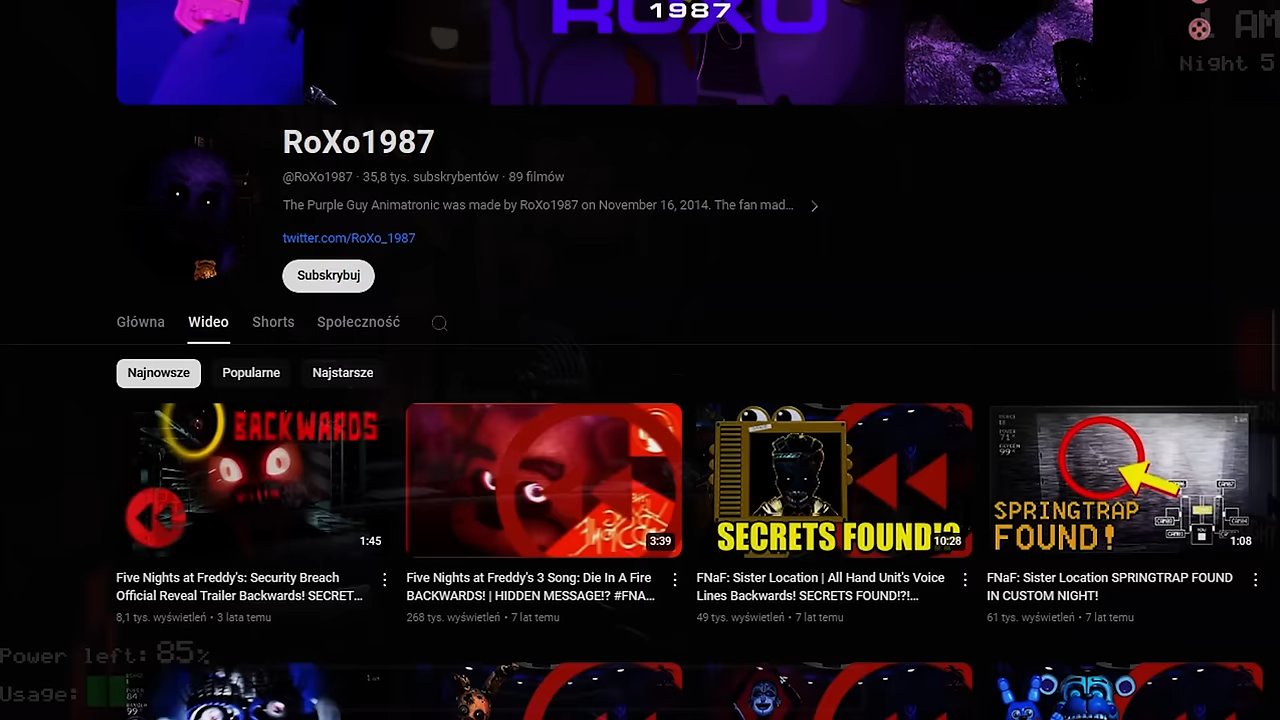 ROXO
1987
1 AM
Night 5
RoXo1987
@RoXo1987 · 35,8 tys. subskrybentów · 89 filmów
The Purple Guy Animatronic was made by RoXo1987 on November 16, 2014. The fan mad...
twitter.com/RoXo_1987
Subskrybuj
Główna Wideo Shorts Społeczność
Najnowsze Popularne Najstarsze
BACKWARDS
1:45
3:39
SECRETS FOUND!?
10:28
SPRINGTRAP
FOUND!
1:08
Five Nights at Freddy's: Security Breach
Official Reveal Trailer Backwards! SECRET...
8,1 tys. wyświetleń · 3 lata temu
Five Nights at Freddy's 3 Song: Die In A Fire
BACKWARDS! | HIDDEN MESSAGE!? #FNA...
268 tys. wyświetleń · 7 lat temu
FNaF: Sister Location | All Hand Unit's Voice
Lines Backwards! SECRETS FOUND!?!...
49 tys. wyświetleń · 7 lat temu
FNaF: Sister Location SPRINGTRAP FOUND
IN CUSTOM NIGHT!
61 tys. wyświetleń · 7 lat temu
Power left: 85%
Usage: